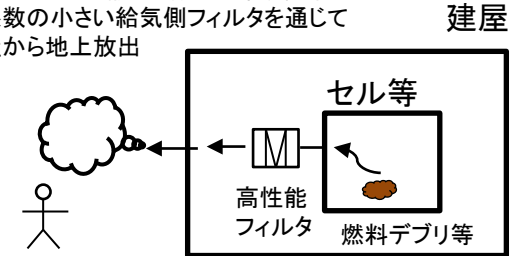 数の小さい給気側フィルタを通じて
から地上放出
建屋
セル等
高性能
フィルタ
燃料デブリ等